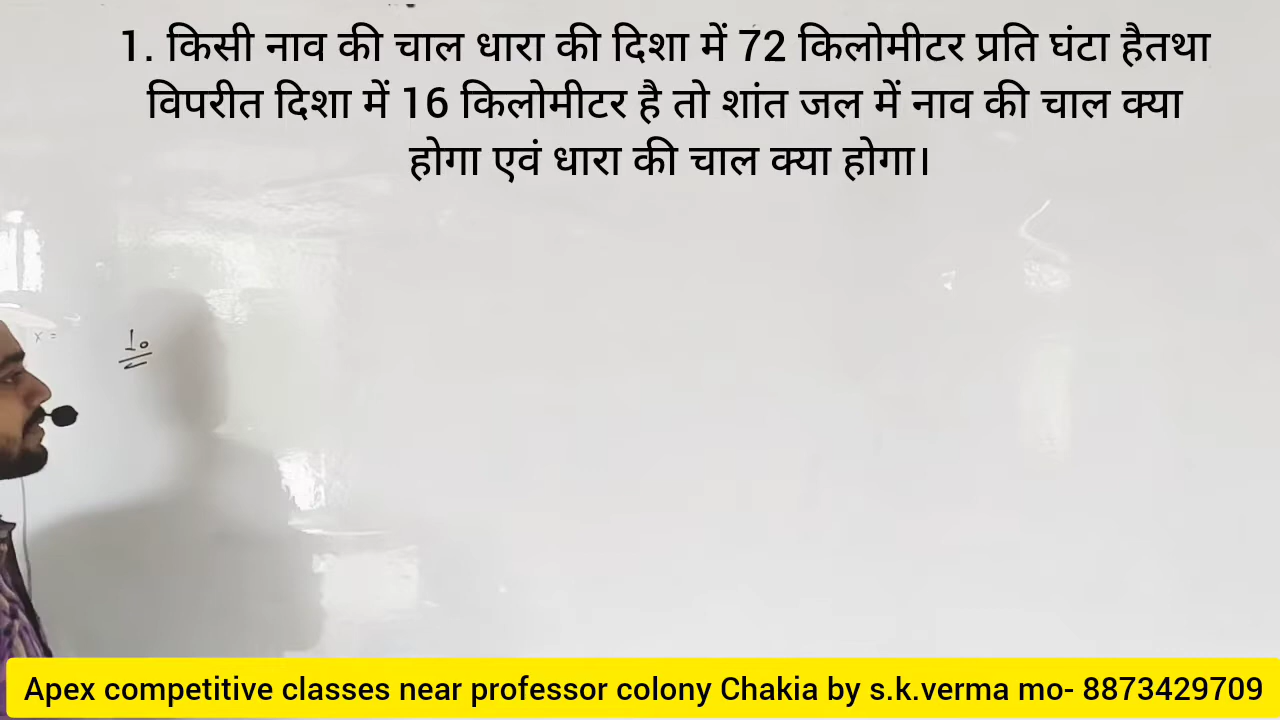 1. किसी नाव की चाल धारा की दिशा में 72 किलोमीटर प्रति घंटा हैतथा
विपरीत दिशा में 16 किलोमीटर है तो शांत जल में नाव की चाल क्या
होगा एवं धारा की चाल क्या होगा।
x =
10
Apex competitive classes near professor colony Chakia by s.k.verma mo- 8873429709